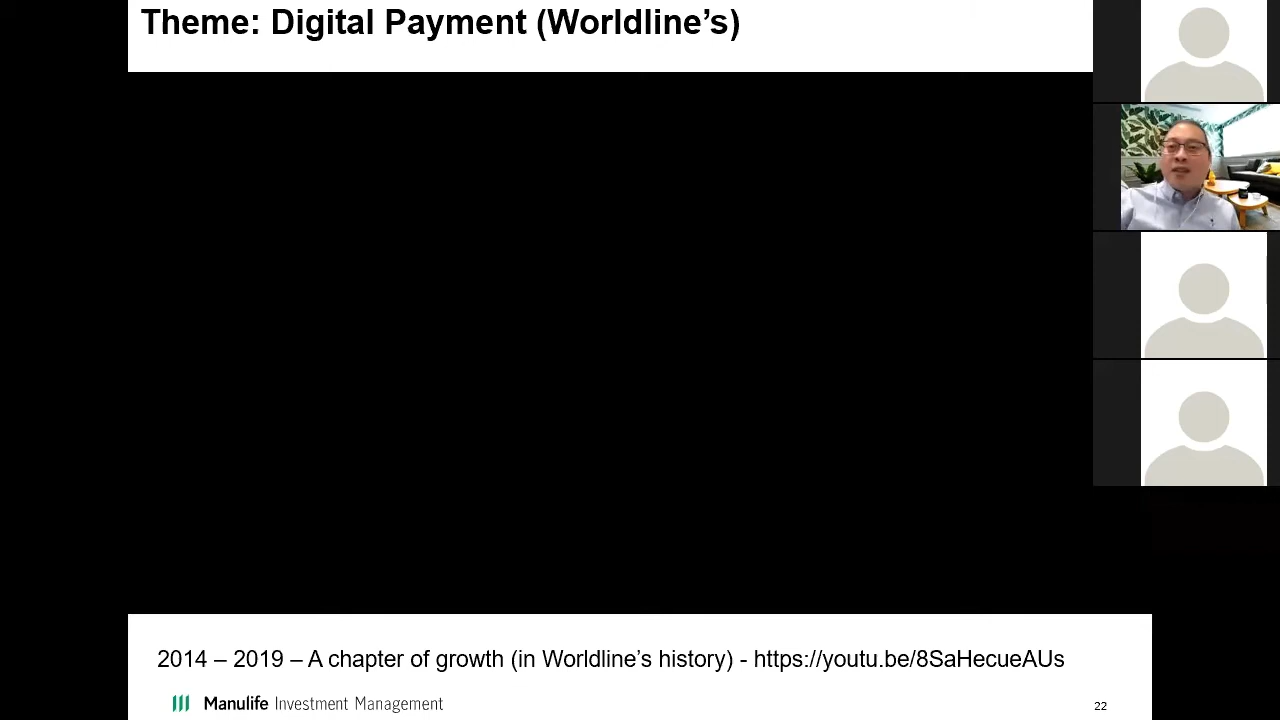 Theme: Digital Payment (Worldline’s)
2014 – 2019 – A chapter of growth (in Worldline’s history) - https://youtu.be/8SaHecueAUs
Manulife Investment Management
22